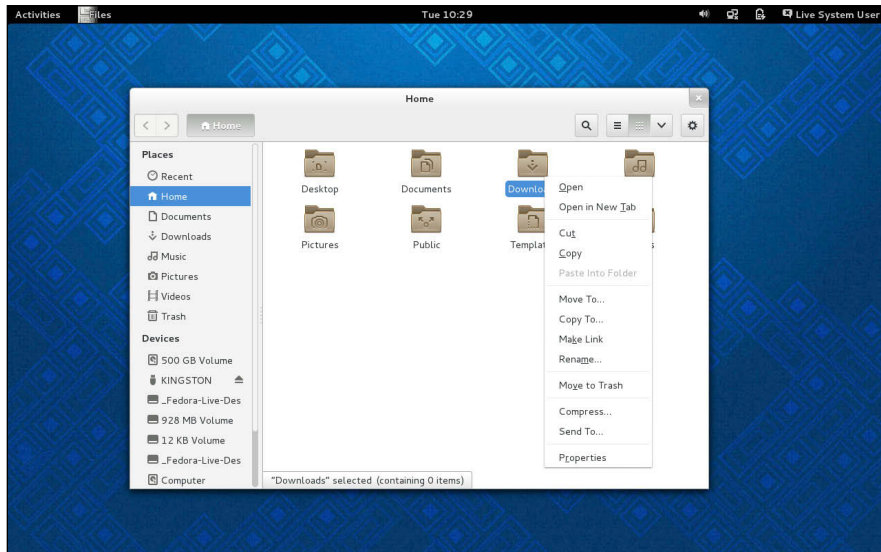 Activities
Files
Tue 10:29
Live System User
Home
Home
Places
Recent
Home
Documents
Downloads
Music
Pictures
Videos
Trash
Devices
500 GB Volume
KINGSTON
_Fedora-Live-Des
928 MB Volume
12 KB Volume
_Fedora-Live-Des
Computer
Desktop
Documents
Pictures
Public
Open
Open in New Tab
Cut
Copy
Paste Into Folder
Move To...
Copy To...
Make Link
Rename...
Move to Trash
Compress...
Send To...
Properties
"Downloads" selected (containing 0 items)